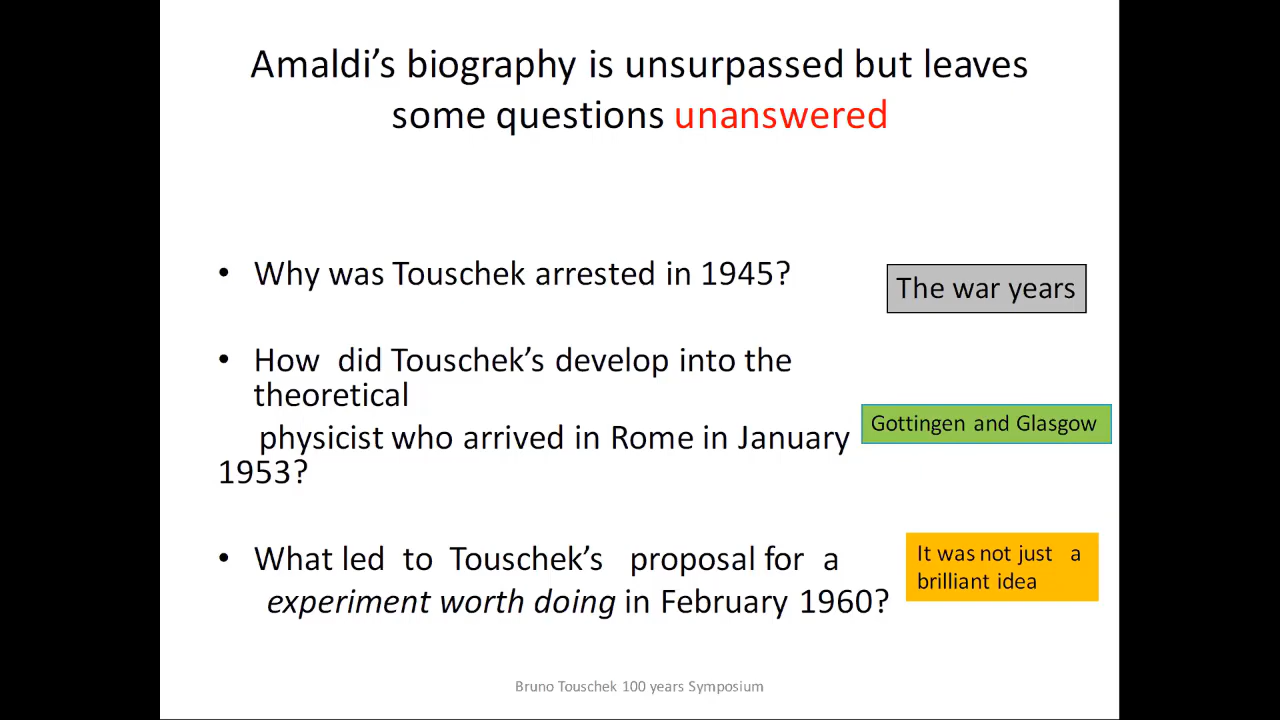 Amaldi’s biography is unsurpassed but leaves
some questions unanswered
• Why was Touschek arrested in 1945?
The war years
• How did Touschek’s develop into the
theoretical
physicist who arrived in Rome in January
1953?
Gottingen and Glasgow
• What led to Touschek’s proposal for a
experiment worth doing in February 1960?
It was not just a
brilliant idea
Bruno Touschek 100 years Symposium